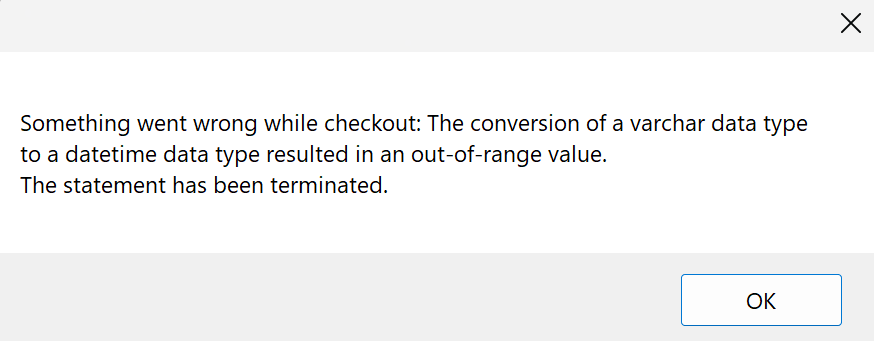 Something went wrong while checkout: The conversion of a varchar data type
to a datetime data type resulted in an out-of-range value.
The statement has been terminated.
OK